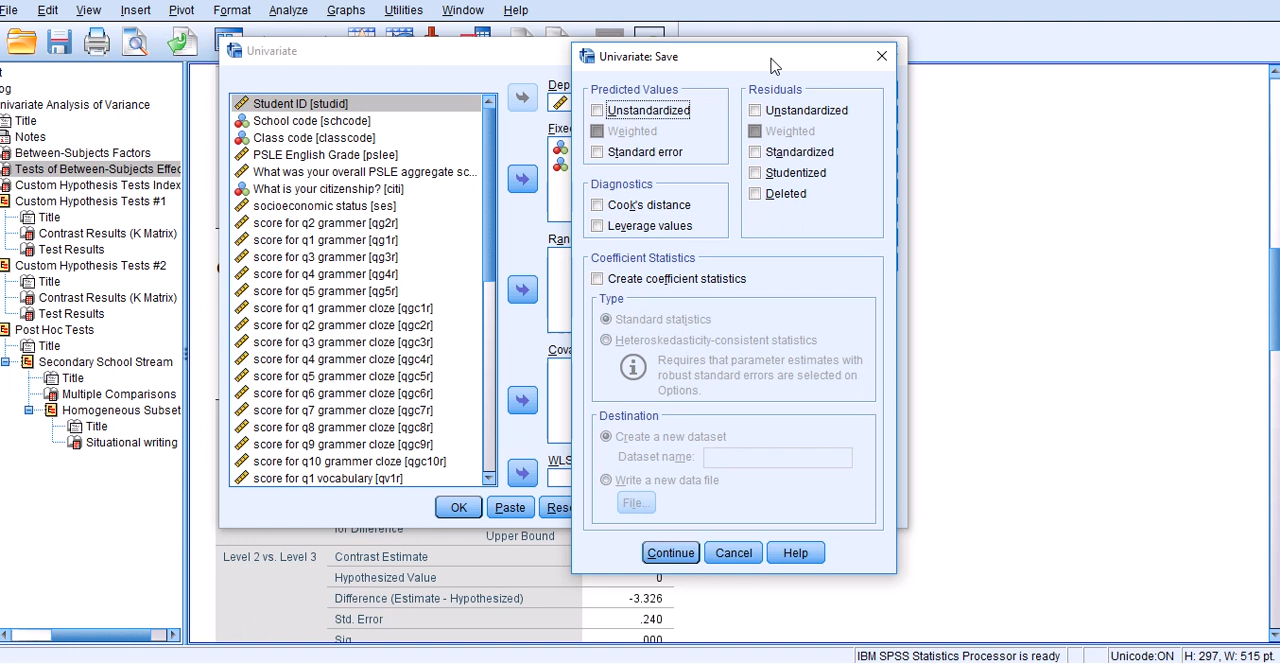 File Edit View Insert Pivot Format Analyze Graphs Utilities Window Help
Univariate
Univariate: Save
Student ID [studid]
School code [schcode]
Class code [classcode]
PSLE English Grade [pslee]
What was your overall PSLE aggregate sc...
What is your citizenship? [citi]
socioeconomic status [ses]
score for q2 grammar [qg2r]
score for q1 grammar [qg1r]
score for q3 grammar [qg3r]
score for q4 grammar [qg4r]
score for q5 grammar [qg5r]
score for q1 grammer cloze [qgc1r]
score for q2 grammer cloze [qgc2r]
score for q3 grammer cloze [qgc3r]
score for q4 grammer cloze [qgc4r]
score for q5 grammer cloze [qgc5r]
score for q6 grammer cloze [qgc6r]
score for q7 grammer cloze [qgc7r]
score for q8 grammer cloze [qgc8r]
score for q9 grammer cloze [qgc9r]
score for q10 grammer cloze [qgc10r]
score for q1 vocabulary [qv1r]
Dep
Fixe
Ran
Cova
WLS
OK Paste Rese
Predicted Values
Unstandardized
Weighted
Standard error
Residuals
Unstandardized
Weighted
Standardized
Studentized
Deleted
Diagnostics
Cook's distance
Leverage values
Coefficient Statistics
Create coefficient statistics
Type
Standard statistics
Heteroskedasticity-consistent statistics
Requires that parameter estimates with
robust standard errors are selected on
Options.
Destination
Create a new dataset
Dataset name:
Write a new data file
File...
Continue Cancel Help
t
og
nivariate Analysis of Variance
Title
Notes
Between-Subjects Factors
Tests of Between-Subjects Effec
Custom Hypothesis Tests Index
Custom Hypothesis Tests #1
Title
Contrast Results (K Matrix)
Test Results
Custom Hypothesis Tests #2
Title
Contrast Results (K Matrix)
Test Results
Post Hoc Tests
Title
Secondary School Stream
Title
Multiple Comparisons
Homogeneous Subset
Title
Situational writing
for Difference Upper Bound
Level 2 vs. Level 3 Contrast Estimate
Hypothesized Value 0
Difference (Estimate - Hypothesized) -3.326
Std. Error .240
Sig. .000
IBM SPSS Statistics Processor is ready Unicode:ON H: 297, W: 515 pt.